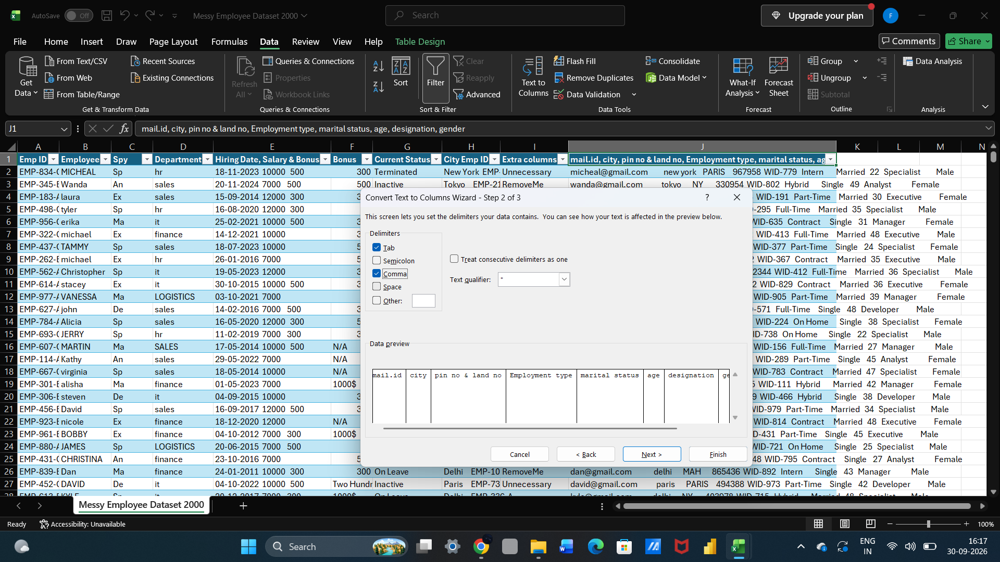 AutoSave Off Messy Employee Dataset 2000 Search Upgrade your plan F
File Home Insert Draw Page Layout Formulas Data Review View Help Table Design Comments Share
Get Data From Text/CSV From Web From Table/Range Recent Sources Existing Connections
Get & Transform Data
Refresh All Queries & Connections Properties Workbook Links
Queries & Connections
Sort Filter Clear Reapply Advanced
Sort & Filter
Text to Columns Flash Fill Remove Duplicates Data Validation Consolidate Data Model
Data Tools
What-If Analysis Forecast Sheet
Forecast
Group Ungroup Subtotal
Outline
Data Analysis
Analysis
J1 fx mail.id, city, pin no & land no, Employment type, marital status, age, designation, gender
A B C D E F G H I J K L M N
1 Emp ID Employee Spy Department Hiring Date, Salary & Bonus Bonus Current Status City Emp ID Extra columns mail.id, city, pin no & land no, Employment type, marital status, ag
2 EMP-834- MICHEAL Sp hr 18-11-2023 10000 500 300 Terminated New York EMP- Unnecessary micheal@gmail.com new york PARIS 967958 WID-779 Intern Married 22 Specialist Male
3 EMP-345-E Wanda An sales 20-11-2024 7000 500 500 Inactive Tokyo EMP-21 RemoveMe wanda@gmail.com tokyo NY 330954 WID-802 Hybrid Single 49 Analyst Female
4 EMP-183-A laura Ex sales 15-09-2014 12000 300 WID-191 Part-Time Married 30 Executive Female
5 EMP-498- tyler Sp hr 16-08-2020 12000 300 -295 Full-Time Married 35 Specialist Male
6 EMP-956- erika Ma it 25-02-2021 10000 500 WID-635 Contract Single 31 Manager Female
7 EMP-322- michael Ex finance 14-12-2021 10000 WID-413 Full-Time Married 48 Executive Male
8 EMP-437- TAMMY Sp sales 18-07-2023 10000 WID-377 Part-Time Single 24 Specialist Female
9 EMP-262-E michael Ex hr 26-01-2016 7000 WID-367 Contract Married 35 Executive Male
10 EMP-562-A Christopher Sp it 19-05-2023 12000 2344 WID-412 Full-Time Married 36 Specialist Male
11 EMP-614-A stacey Ex it 30-10-2015 10000 500 2 WID-829 Contract Married 36 Executive Female
12 EMP-977-A VANESSA Ma LOGISTICS 03-10-2021 7000 WID-905 Part-Time Married 39 Manager Female
13 EMP-627-A john De sales 14-02-2016 7000 500 -571 Full-Time Single 48 Developer Male
14 EMP-784-A Alicia Sp sales 16-05-2020 12000 300 WID-224 On Home Single 38 Specialist Female
15 EMP-693- JERRY Sp hr 11-02-2019 7000 300 ID-738 On Home Single 22 Specialist Male
16 EMP-607- MARTIN Ma SALES 17-05-2014 10000 500 N/A WID-156 Full-Time Married 27 Manager Male
17 EMP-114-A Kathy An sales 29-05-2022 7000 N/A WID-289 Part-Time Single 45 Analyst Female
18 EMP-667- virginia Sp sales 18-05-2014 10000 N/A WID-783 Contract Married 47 Specialist Female
19 EMP-301-E alisha Ma finance 01-05-2023 7000 1000$ WID-111 Hybrid Married 42 Manager Female
20 EMP-306-E steven De it 04-09-2015 10000 9 WID-466 Hybrid Single 38 Developer Male
21 EMP-456-E David Sp sales 16-09-2017 12000 500 WID-979 Part-Time Married 34 Specialist Male
22 EMP-923-E nicole Ex finance 18-12-2020 12000 N/A WID-814 Contract Married 48 Executive Female
23 EMP-961-E BOBBY Ex finance 04-10-2012 7000 300 1000$ D-431 Part-Time Single 45 Executive Male
24 EMP-880-A JAMES Sp LOGISTICS 20-06-2015 7000 500 WID-721 On Home Single 25 Specialist Male
25 EMP-431- CHRISTINA An finance 23-10-2016 7000 48 WID-795 Contract Single 27 Analyst Female
26 EMP-839-E Dan Ma finance 24-01-2011 10000 300 300 On Leave Delhi EMP-10 RemoveMe dan@gmail.com delhi MAH 865436 WID-892 Intern Single 43 Manager Male
27 EMP-452- DAVID De it 04-10-2022 10000 500 Two Hundr Inactive Paris EMP-73 Unnecessary david@gmail.com paris PARIS 494388 WID-973 Part-Time Single 42 Developer Male
Convert Text to Columns Wizard - Step 2 of 3 ?
This screen lets you set the delimiters your data contains. You can see how your text is affected in the preview below.
Delimiters
Tab
Semicolon
Comma
Space
Other:
Treat consecutive delimiters as one
Text qualifier: "
Data preview
mail.id city pin no & land no Employment type marital status age designation ge
Cancel < Back Next > Finish
Messy Employee Dataset 2000
Ready Accessibility: Unavailable 100%
Search ENG IN 16:17 30-09-2026